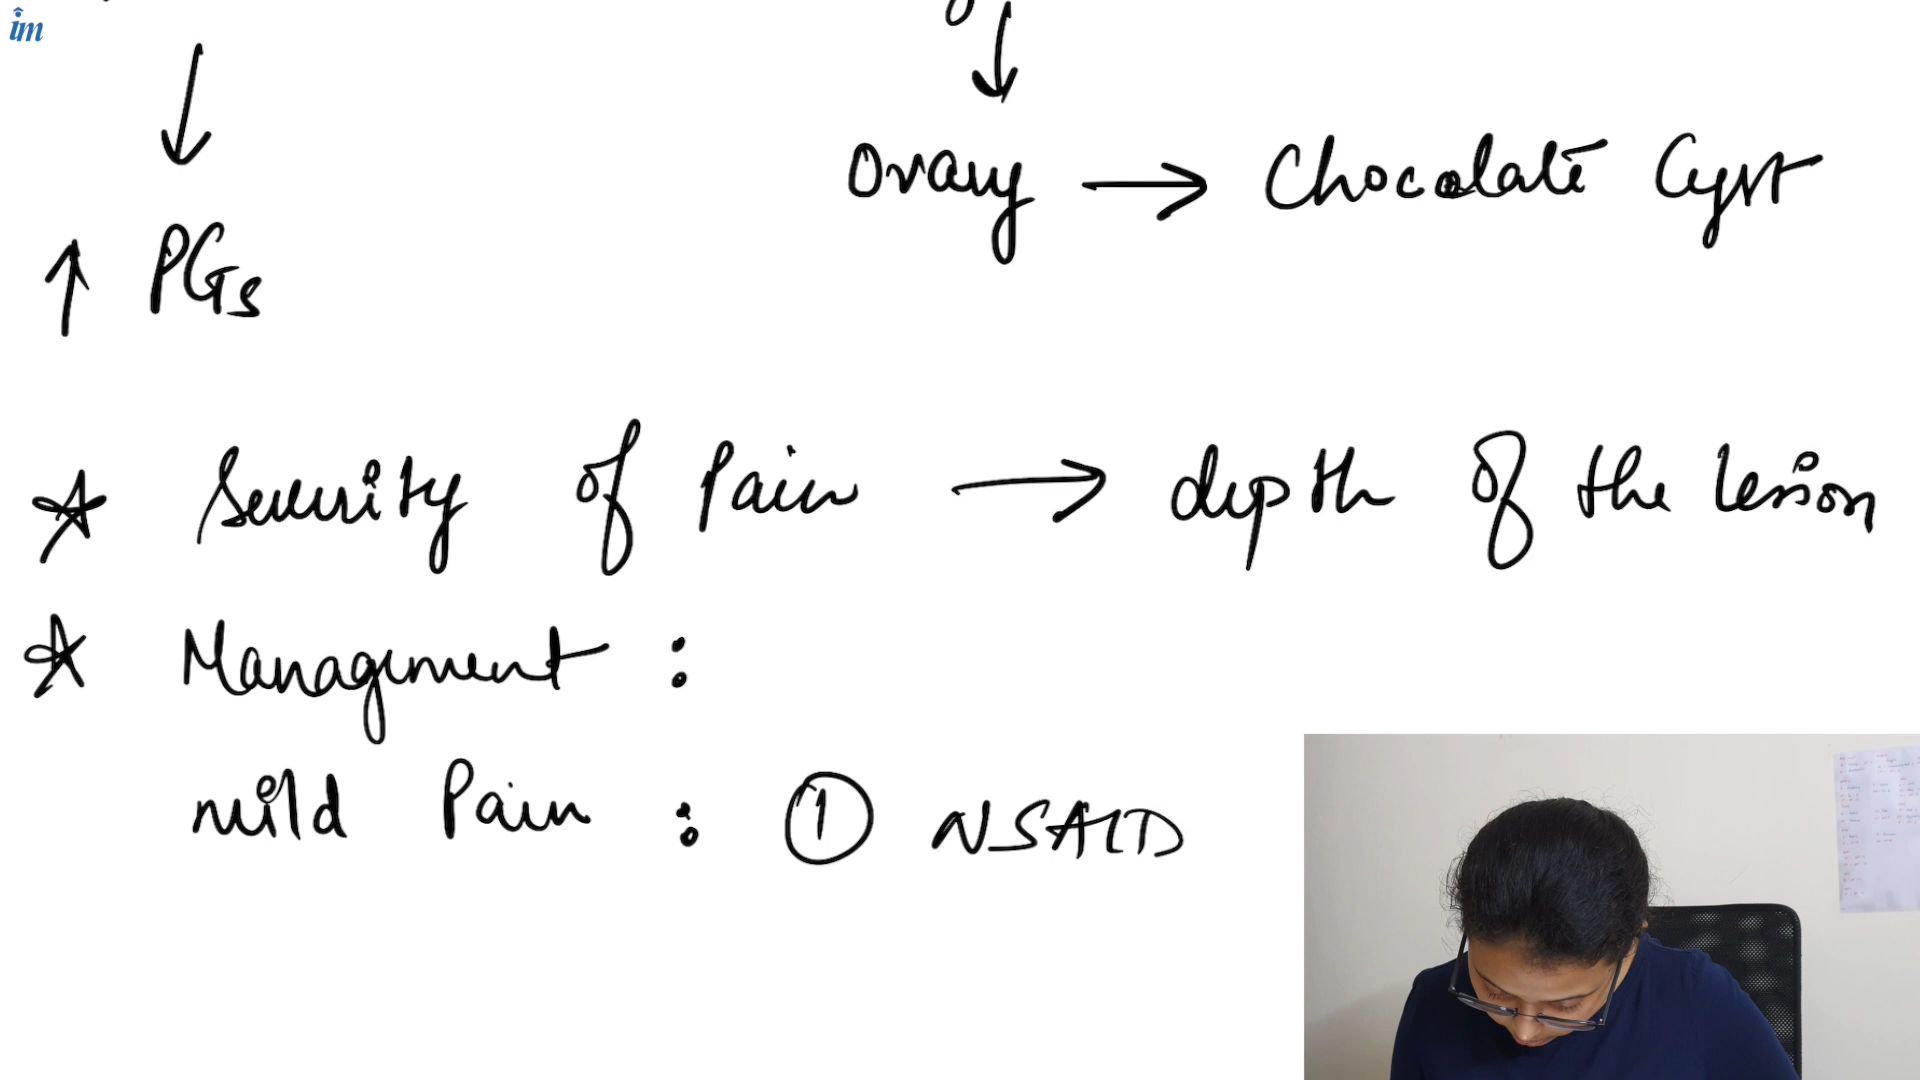 im
Ovary → Chocolate Cyst
↑ PGs
☆ Severity of Pain → depth of the lesion
☆ Management :
mild Pain : ① NSAID